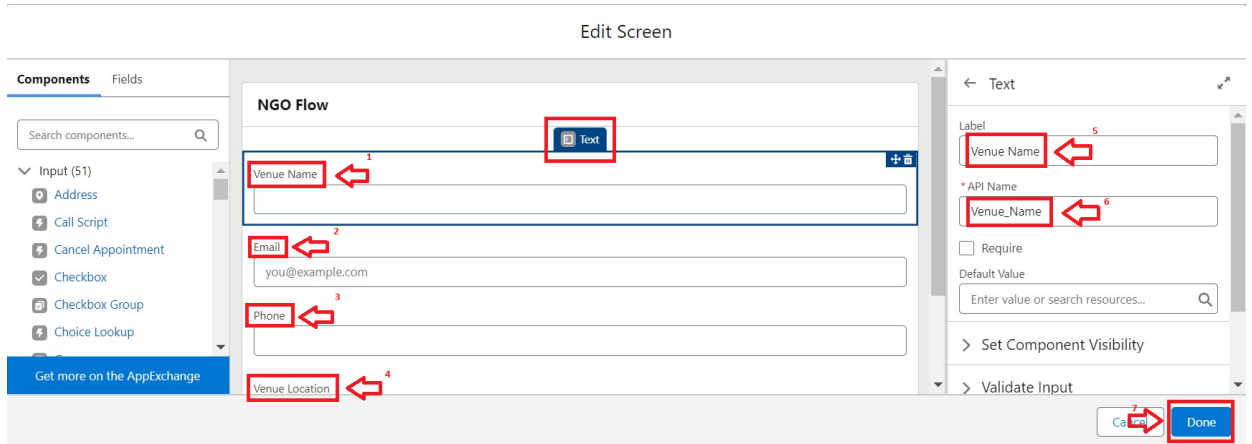 Edit Screen
Components Fields
Search components...
Input (51)
Address
Call Script
Cancel Appointment
Checkbox
Checkbox Group
Choice Lookup
Get more on the AppExchange
NGO Flow
Text
Venue Name
1
Email
2
you@example.com
Phone
3
Venue Location
4
Text
Label
Venue Name
5
* API Name
Venue_Name
6
Require
Default Value
Enter value or search resources...
Set Component Visibility
Validate Input
Cancel
7
Done